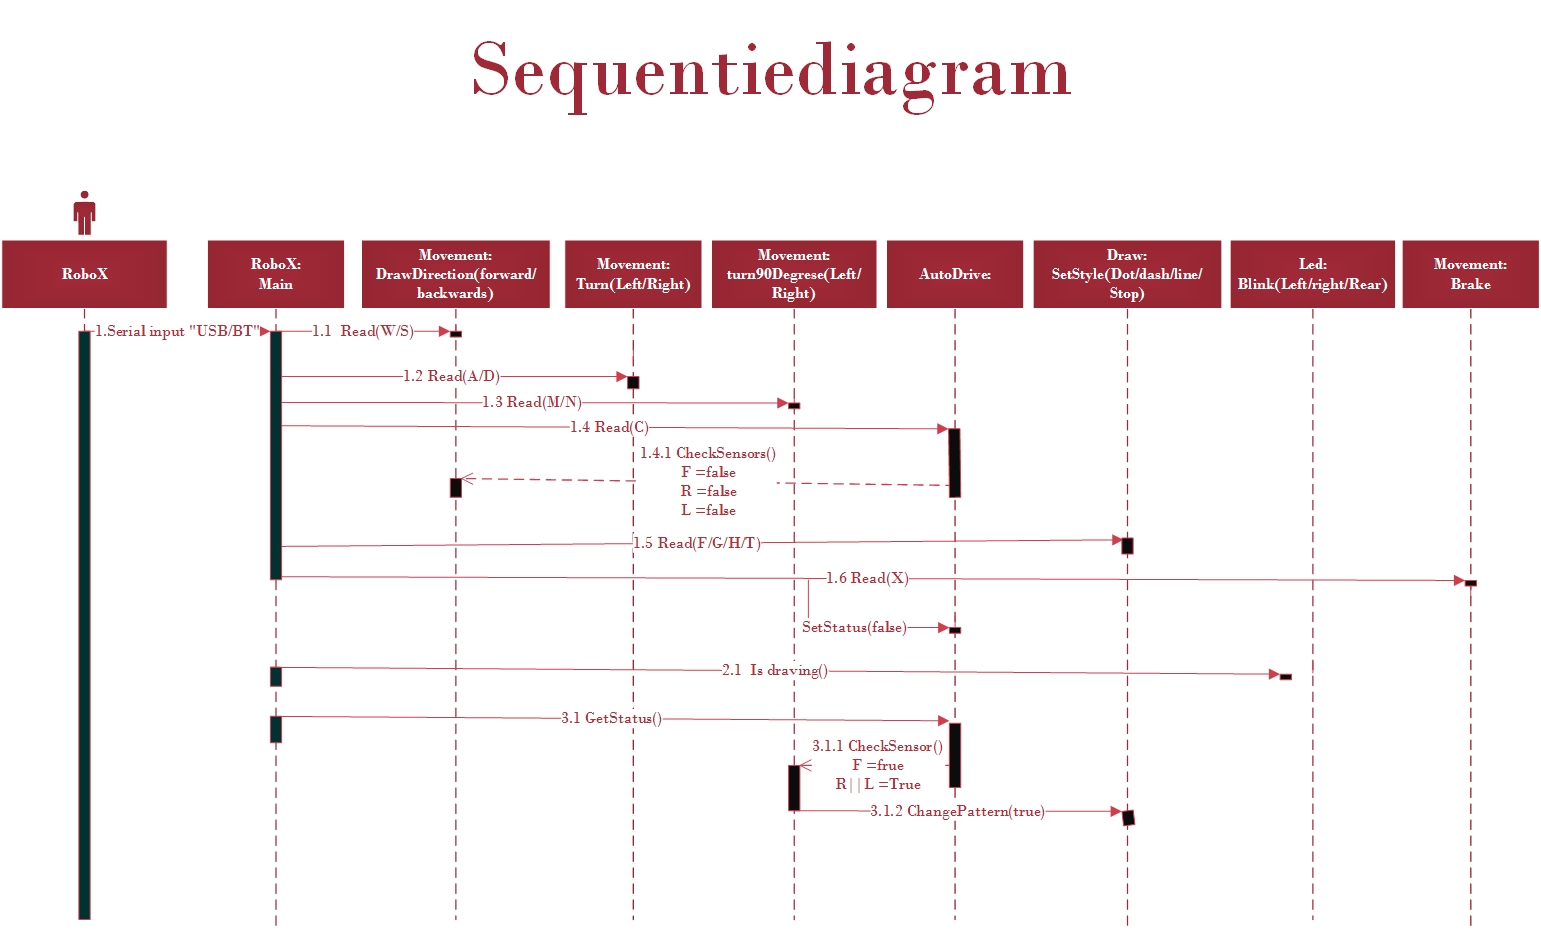 Sequentiediagram
RoboX
RoboX:
Main
Movement:
DrawDirection(forward/
backwards)
Movement:
Turn(Left/Right)
Movement:
turn90Degrese(Left/
Right)
AutoDrive:
Draw:
SetStyle(Dot/dash/line/
Stop)
Led:
Blink(Left/right/Rear)
Movement:
Brake
1.Serial input "USB/BT"
1.1 Read(W/S)
1.2 Read(A/D)
1.3 Read(M/N)
1.4 Read(C)
1.4.1 CheckSensors()
F =false
R =false
L =false
1.5 Read(F/G/H/T)
1.6 Read(X)
SetStatus(false)
2.1 Is draving()
3.1 GetStatus()
3.1.1 CheckSensor()
F =frue
R||L =True
3.1.2 ChangePattern(true)